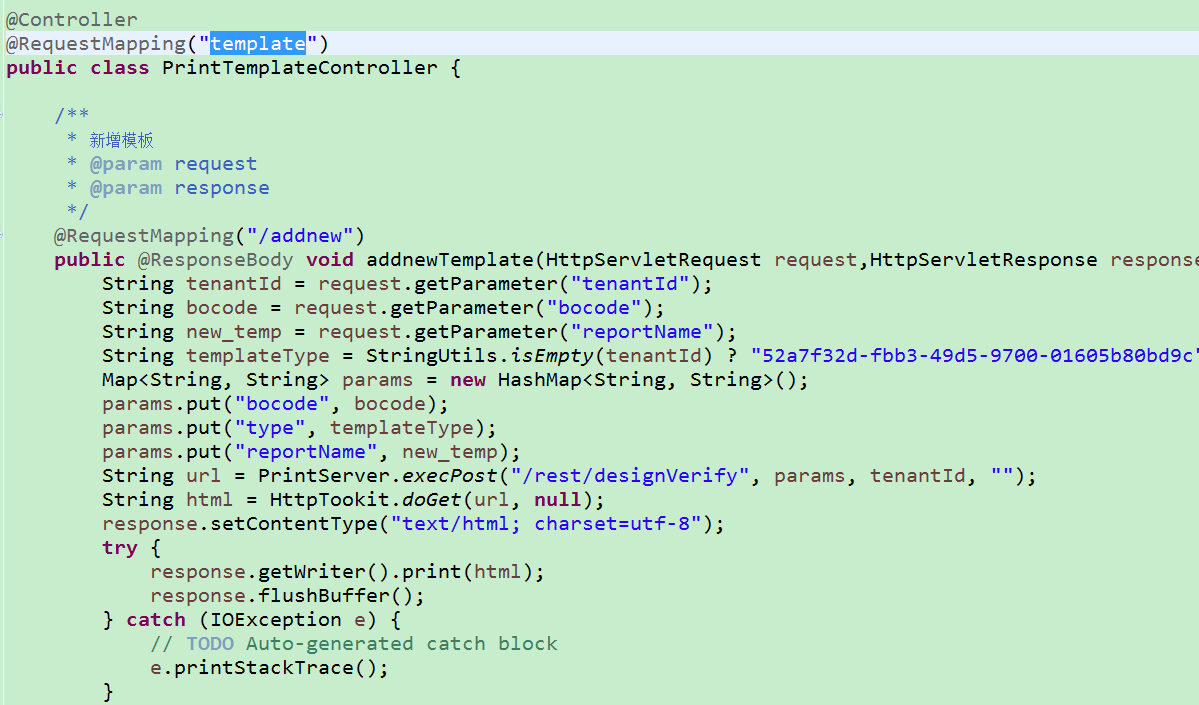 @Controller
@RequestMapping("template")
public class PrintTemplateController {
/**
* 新增模板
* @param request
* @param response
*/
@RequestMapping("/addnew")
public @ResponseBody void addnewTemplate(HttpServletRequest request,HttpServletResponse response
String tenantId = request.getParameter("tenantId");
String bocode = request.getParameter("bocode");
String new_temp = request.getParameter("reportName");
String templateType = StringUtils.isEmpty(tenantId) ? "52a7f32d-fbb3-49d5-9700-01605b80bd9c"
Map<String, String> params = new HashMap<String, String>();
params.put("bocode", bocode);
params.put("type", templateType);
params.put("reportName", new_temp);
String url = PrintServer.execPost("/rest/designVerify", params, tenantId, "");
String html = HttpTookit.doGet(url, null);
response.setContentType("text/html; charset=utf-8");
try {
response.getWriter().print(html);
response.flushBuffer();
} catch (IOException e) {
// TODO Auto-generated catch block
e.printStackTrace();
}